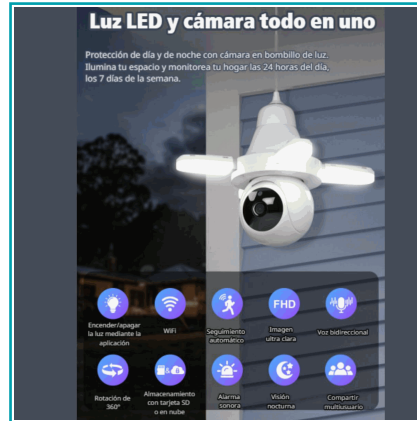 Luz LED y cámara todo en uno
Protección de día y de noche con cámara en bombillo de luz.
Ilumina tu espacio y monitorea tu hogar las 24 horas del día,
los 7 días de la semana.
Encender/apagar
la luz mediante la
aplicación
WiFi
Seguimiento
automático
FHD
Imagen
ultra clara
Voz bidireccional
Rotación de
360°
Almacenamiento
con tarjeta SD
o en nube
Alarma
sonora
Visión
nocturna
Compartir
multiusuario